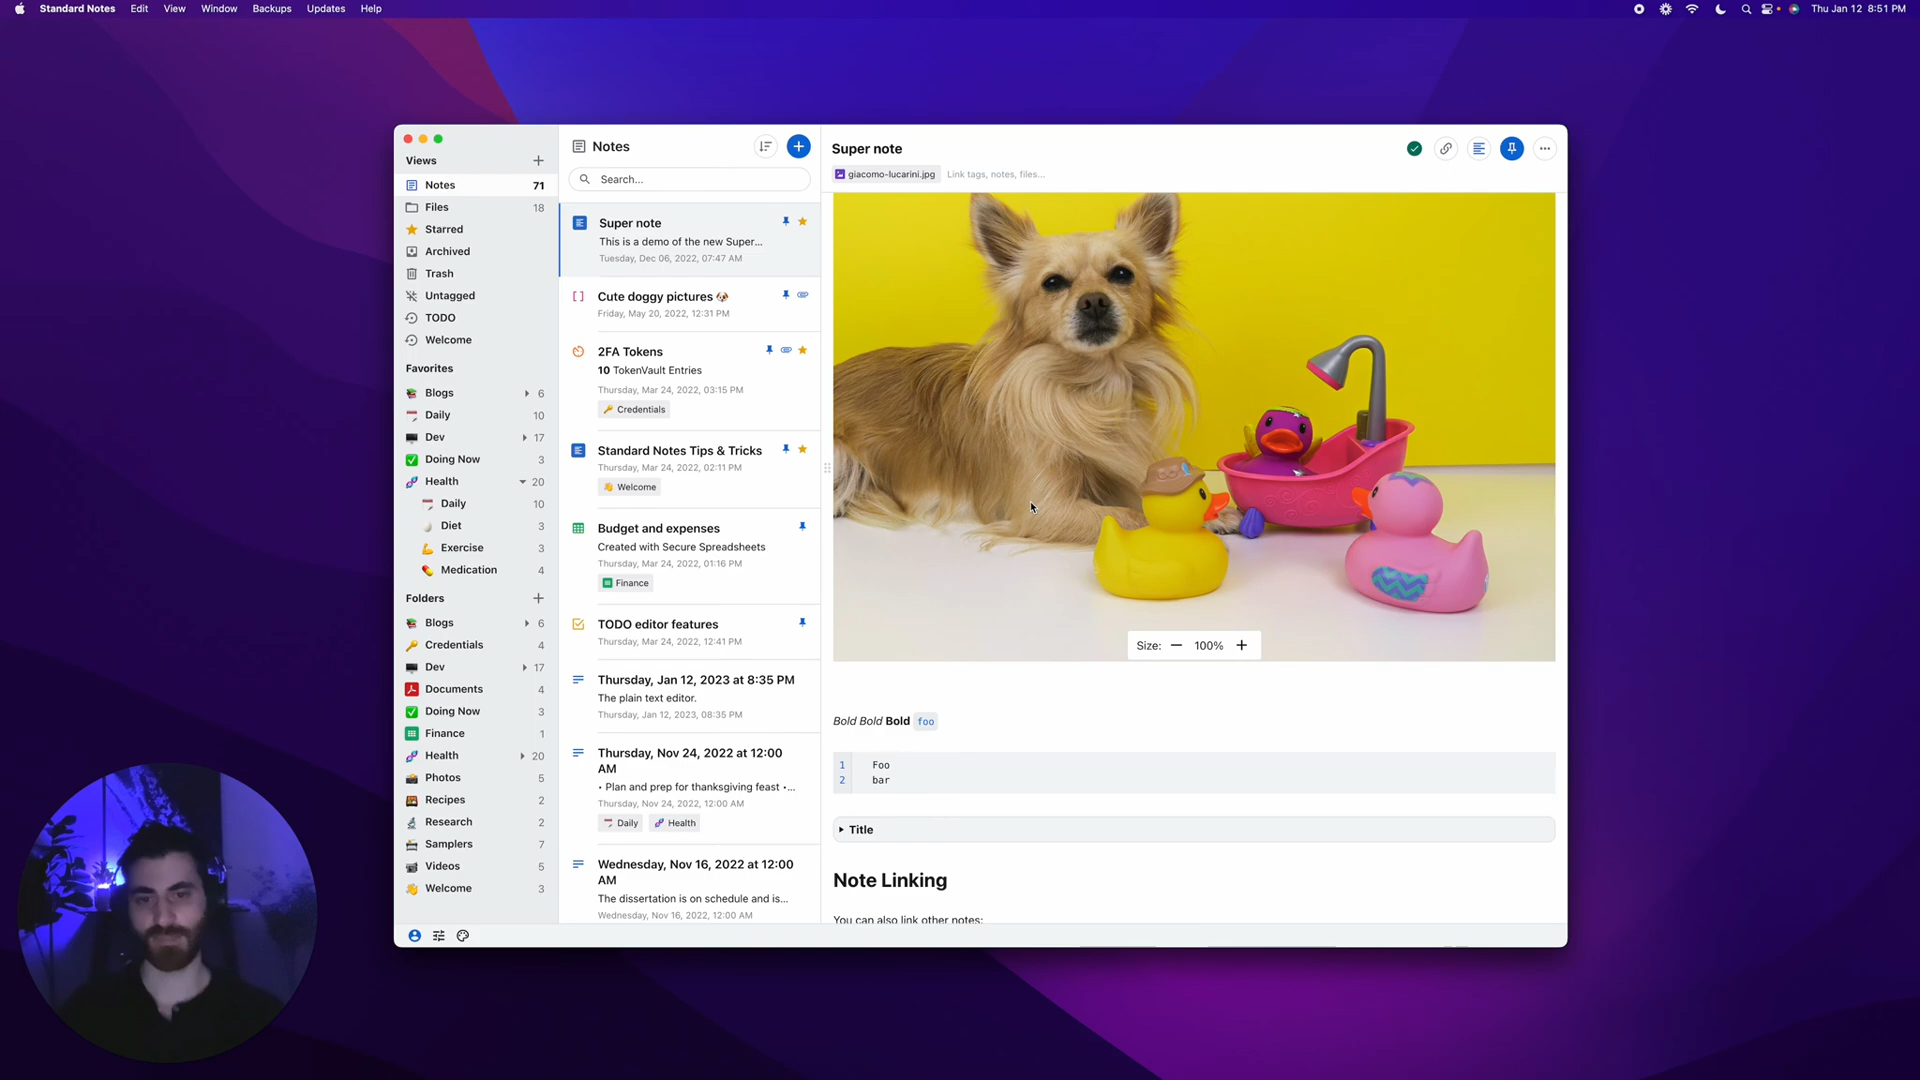 Standard Notes Edit View Window Backups Updates Help
Thu Jan 12 8:51 PM
Views
Notes 71
Files 18
Starred
Archived
Trash
Untagged
TODO
Welcome
Favorites
Blogs 6
Daily 10
Dev 17
Doing Now 3
Health 20
Daily 10
Diet 3
Exercise 3
Medication 4
Folders
Blogs 6
Credentials 4
Dev 17
Documents 4
Doing Now 3
Finance 1
Health 20
Photos 5
Recipes 2
Research 2
Samplers 7
Videos 5
Welcome 3
Notes
Search...
Super note
This is a demo of the new Super...
Tuesday, Dec 06, 2022, 07:47 AM
Cute doggy pictures 🐶
Friday, May 20, 2022, 12:31 PM
2FA Tokens
10 TokenVault Entries
Thursday, Mar 24, 2022, 03:15 PM
Credentials
Standard Notes Tips & Tricks
Thursday, Mar 24, 2022, 02:11 PM
Welcome
Budget and expenses
Created with Secure Spreadsheets
Thursday, Mar 24, 2022, 01:16 PM
Finance
TODO editor features
Thursday, Mar 24, 2022, 12:41 PM
Thursday, Jan 12, 2023 at 8:35 PM
The plain text editor.
Thursday, Jan 12, 2023, 08:35 PM
Thursday, Nov 24, 2022 at 12:00
AM
• Plan and prep for thanksgiving feast •...
Thursday, Nov 24, 2022, 12:00 AM
Daily Health
Wednesday, Nov 16, 2022 at 12:00
AM
The dissertation is on schedule and is...
Wednesday, Nov 16, 2022, 12:00 AM
Super note
giacomo-lucarini.jpg Link tags, notes, files...
Size: — 100% +
Bold Bold Bold foo
1 Foo
2 bar
Title
Note Linking
You can also link other notes: